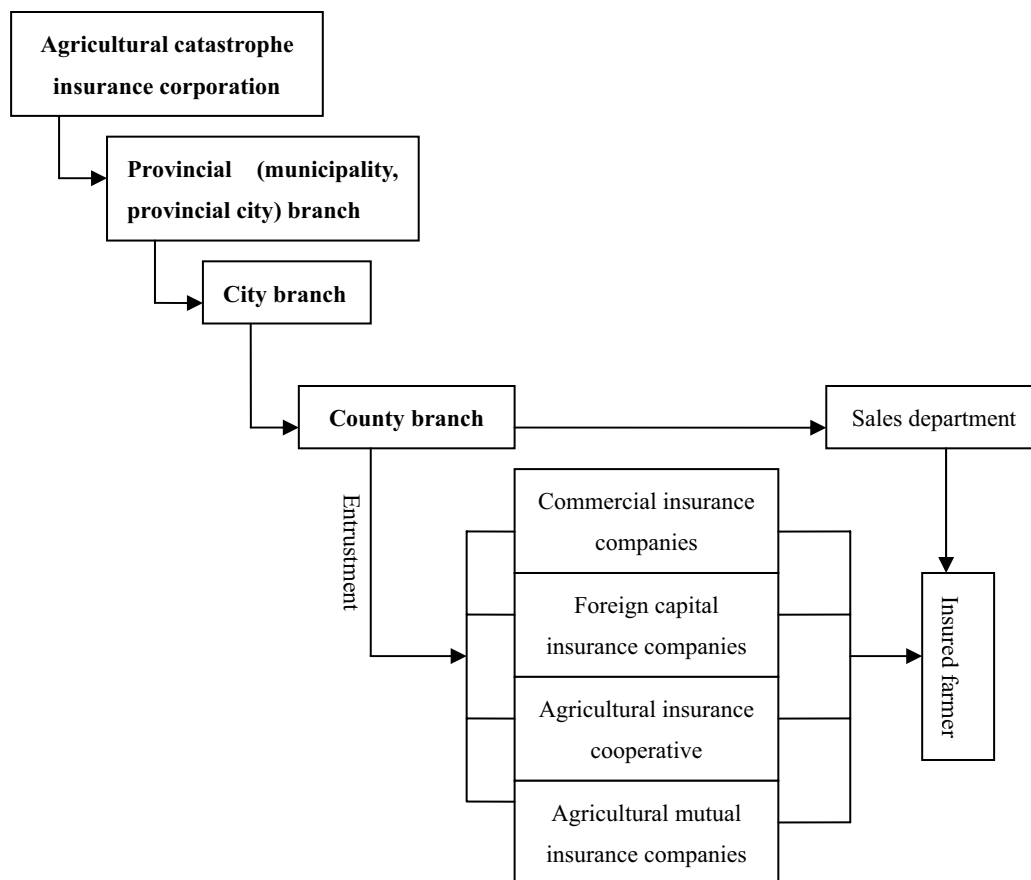 Agricultural catastrophe
insurance corporation
Provincial (municipality,
provincial city) branch
City branch
County branch
Sales department
Entrustment
Commercial insurance
companies
Foreign capital
insurance companies
Agricultural insurance
cooperative
Agricultural mutual
insurance companies
Insured farmer